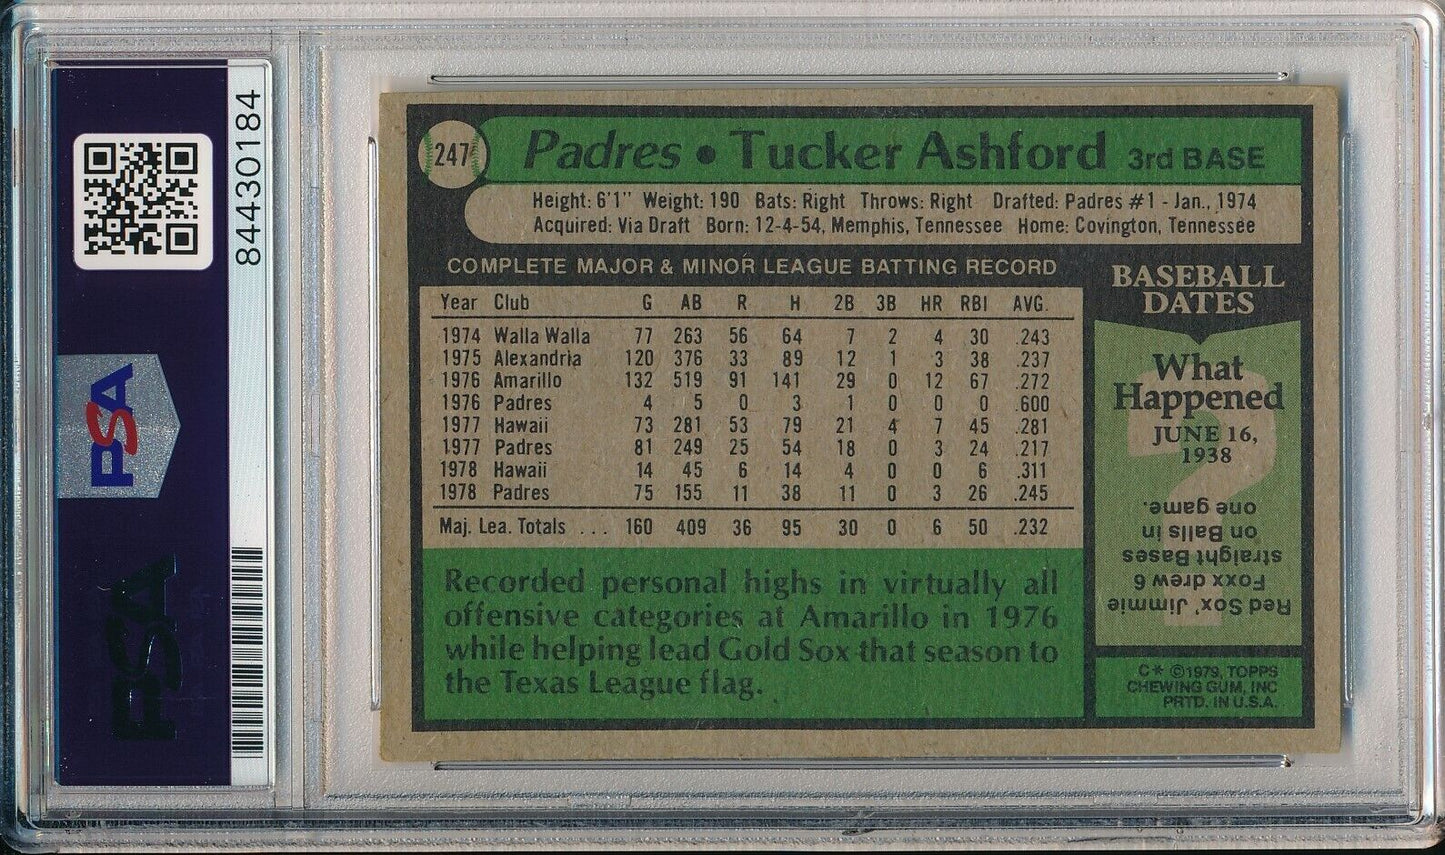 84430184
PSA
PSA
247
Padres • Tucker Ashford 3rd BASE
Height: 6'1" Weight: 190 Bats: Right Throws: Right Drafted: Padres #1 - Jan., 1974
Acquired: Via Draft Born: 12-4-54, Memphis, Tennessee Home: Covington, Tennessee
COMPLETE MAJOR & MINOR LEAGUE BATTING RECORD
Year Club G AB R H 2B 3B HR RBI AVG.
1974 Walla Walla 77 263 56 64 7 2 4 30 .243
1975 Alexandria 120 376 33 89 12 1 3 38 .237
1976 Amarillo 132 519 91 141 29 0 12 67 .272
1976 Padres 4 5 0 3 1 0 0 0 .600
1977 Hawaii 73 281 53 79 21 4 7 45 .281
1977 Padres 81 249 25 54 18 0 3 24 .217
1978 Hawaii 14 45 6 14 4 0 0 6 .311
1978 Padres 75 155 11 38 11 0 3 26 .245
Maj. Lea. Totals . . . 160 409 36 95 30 0 6 50 .232
Recorded personal highs in virtually all
offensive categories at Amarillo in 1976
while helping lead Gold Sox that season to
the Texas League flag.
BASEBALL
DATES
What
Happened
JUNE 16,
1938
?
Red Sox' Jimmie
Foxx drew 6
straight Bases
on Balls in
one game.
C* ©1979, TOPPS
CHEWING GUM, INC
PRTD. IN U.S.A.